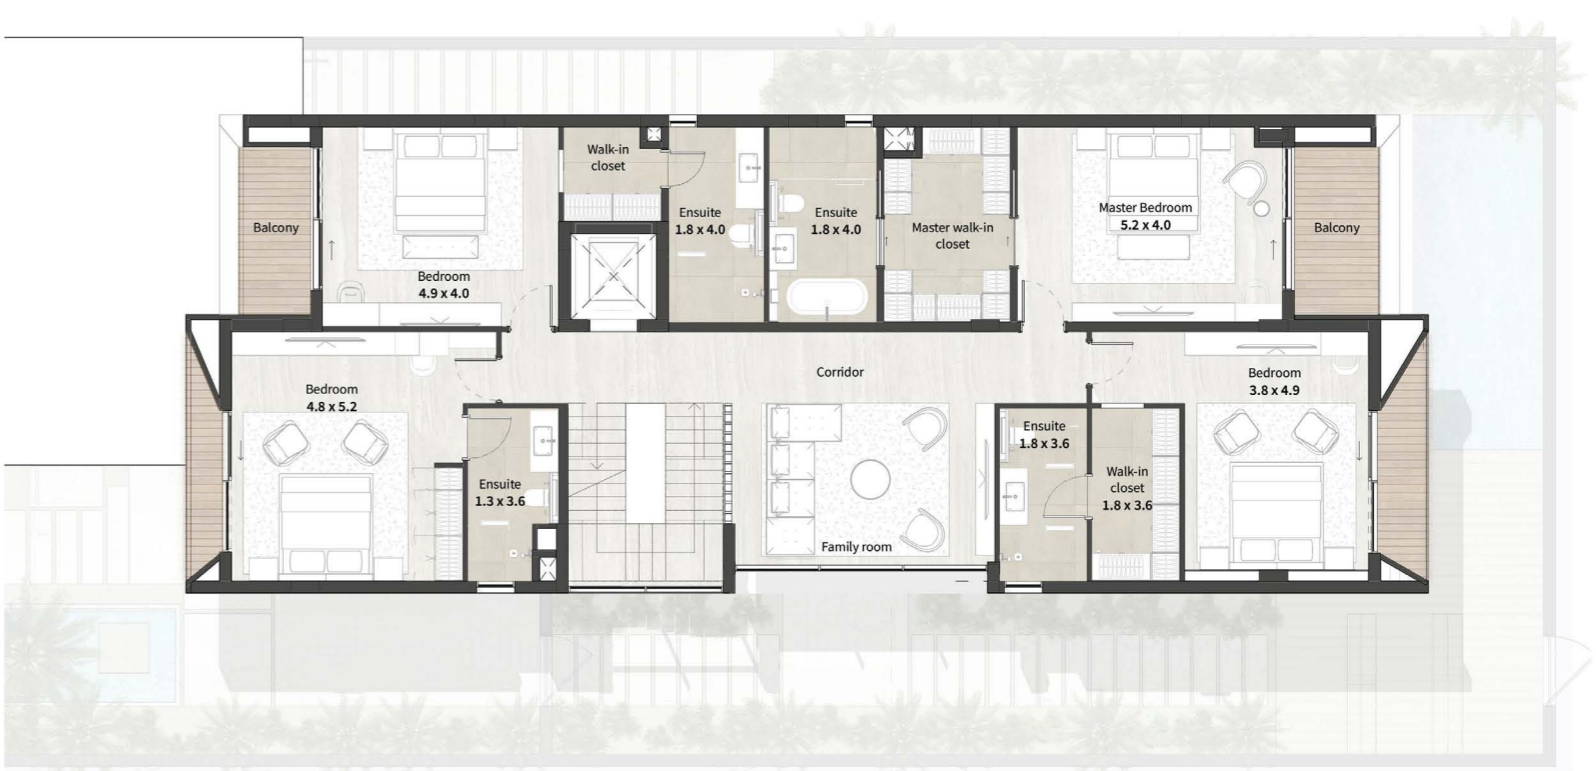 Walk-in
closet
Balcony
Ensuite
1.8 x 4.0
Ensuite
1.8 x 4.0
Master walk-in
closet
Master Bedroom
5.2 x 4.0
Balcony
Bedroom
4.9 x 4.0
Corridor
Bedroom
4.8 x 5.2
Bedroom
3.8 x 4.9
Ensuite
1.8 x 3.6
Walk-in
closet
1.8 x 3.6
Ensuite
1.3 x 3.6
Family room